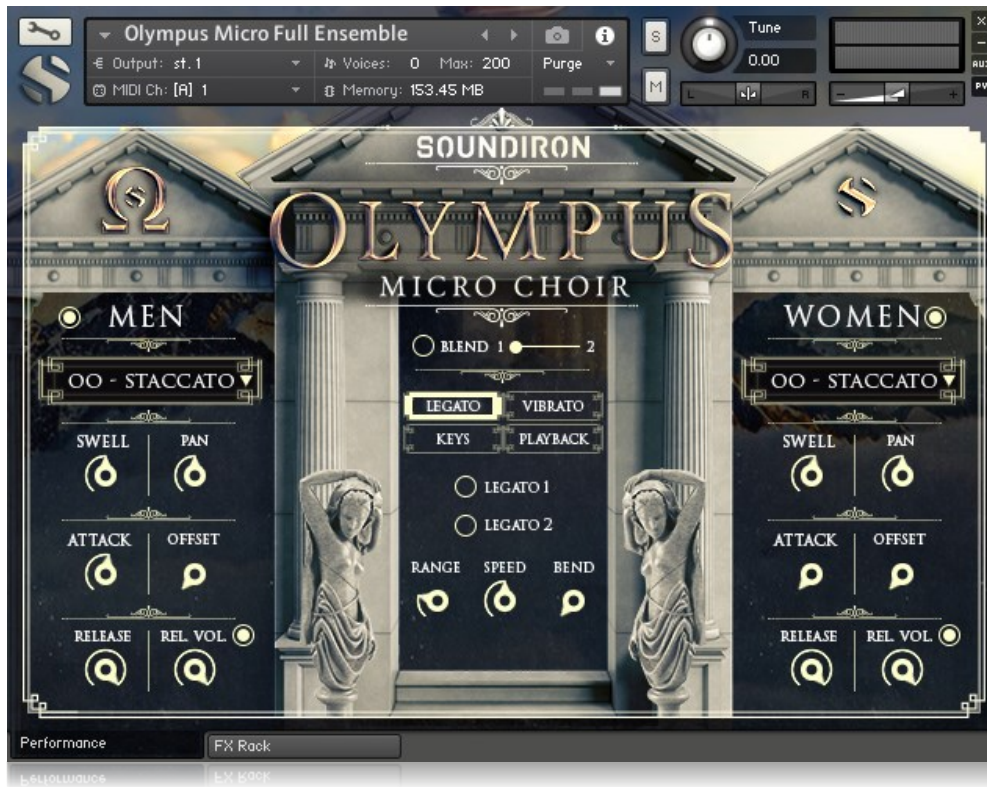 Olympus Micro Full Ensemble
Output: st.1 Voices: 0 Max: 200 Purge
MIDI Ch: [A] 1 Memory: 153.45 MB
S
M
Tune
0.00
L R
- +
×
-
AUX
PV
SOUNDIRON
OLYMPUS
MICRO CHOIR
MEN
OO - STACCATO
SWELL PAN
ATTACK OFFSET
RELEASE REL. VOL.
BLEND 1 2
LEGATO VIBRATO
KEYS PLAYBACK
LEGATO 1
LEGATO 2
RANGE SPEED BEND
WOMEN
OO - STACCATO
SWELL PAN
ATTACK OFFSET
RELEASE REL. VOL.
Performance FX Rack